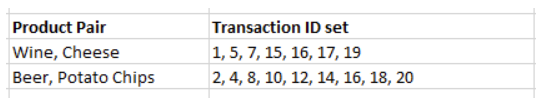 Product Pair Transaction ID set
Wine, Cheese 1, 5, 7, 15, 16, 17, 19
Beer, Potato Chips 2, 4, 8, 10, 12, 14, 16, 18, 20